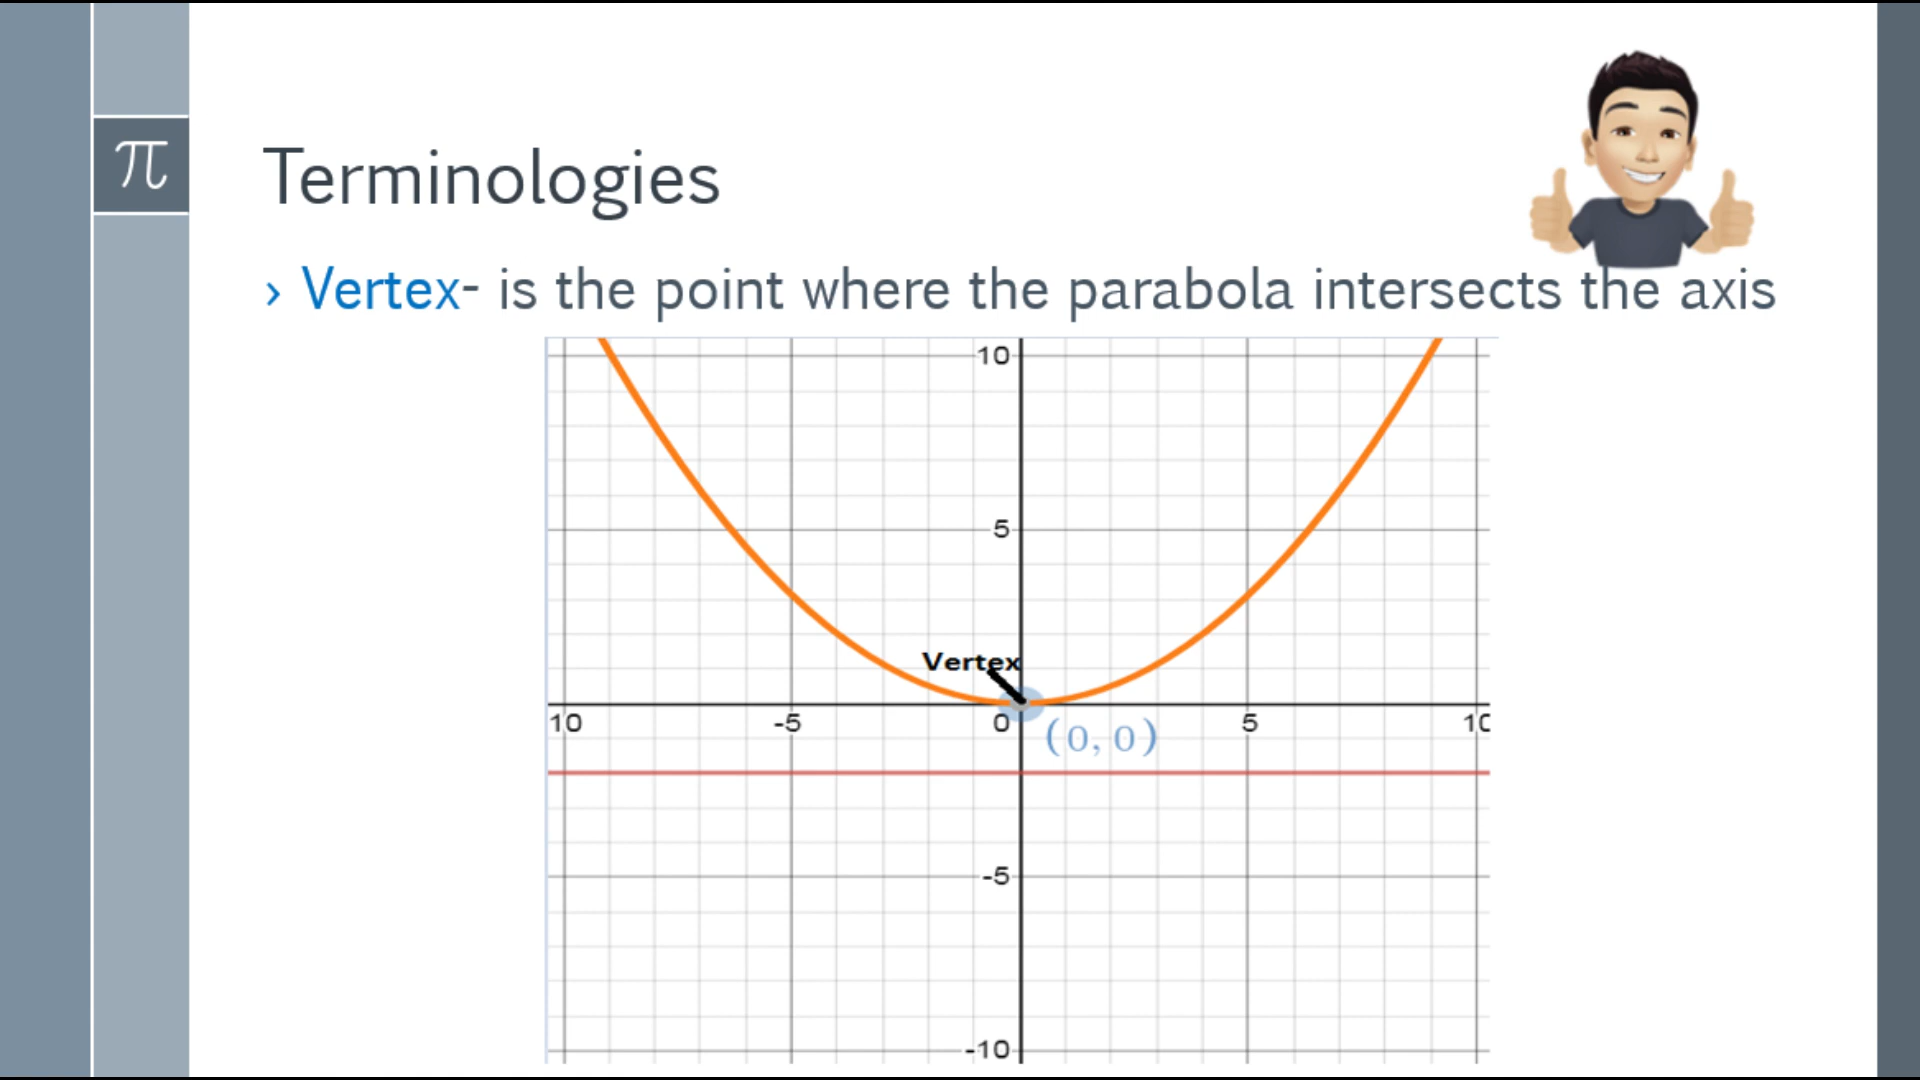 π
Terminologies
› Vertex- is the point where the parabola intersects the axis
10
5
Vertex
10 -5 0 5 10
(0, 0)
-5
-10